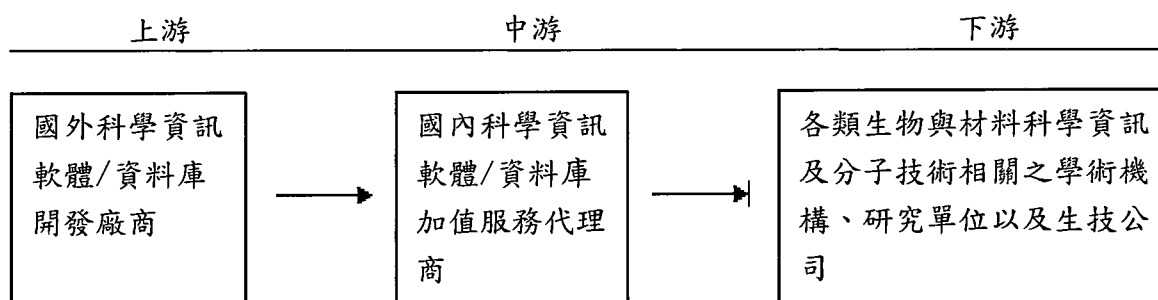 上游 中游 下游
國外科學資訊
軟體/資料庫
開發廠商
國內科學資訊
軟體/資料庫
加值服務代理
商
各類生物與材料科學資訊
及分子技術相關之學術機
構、研究單位以及生技公
司